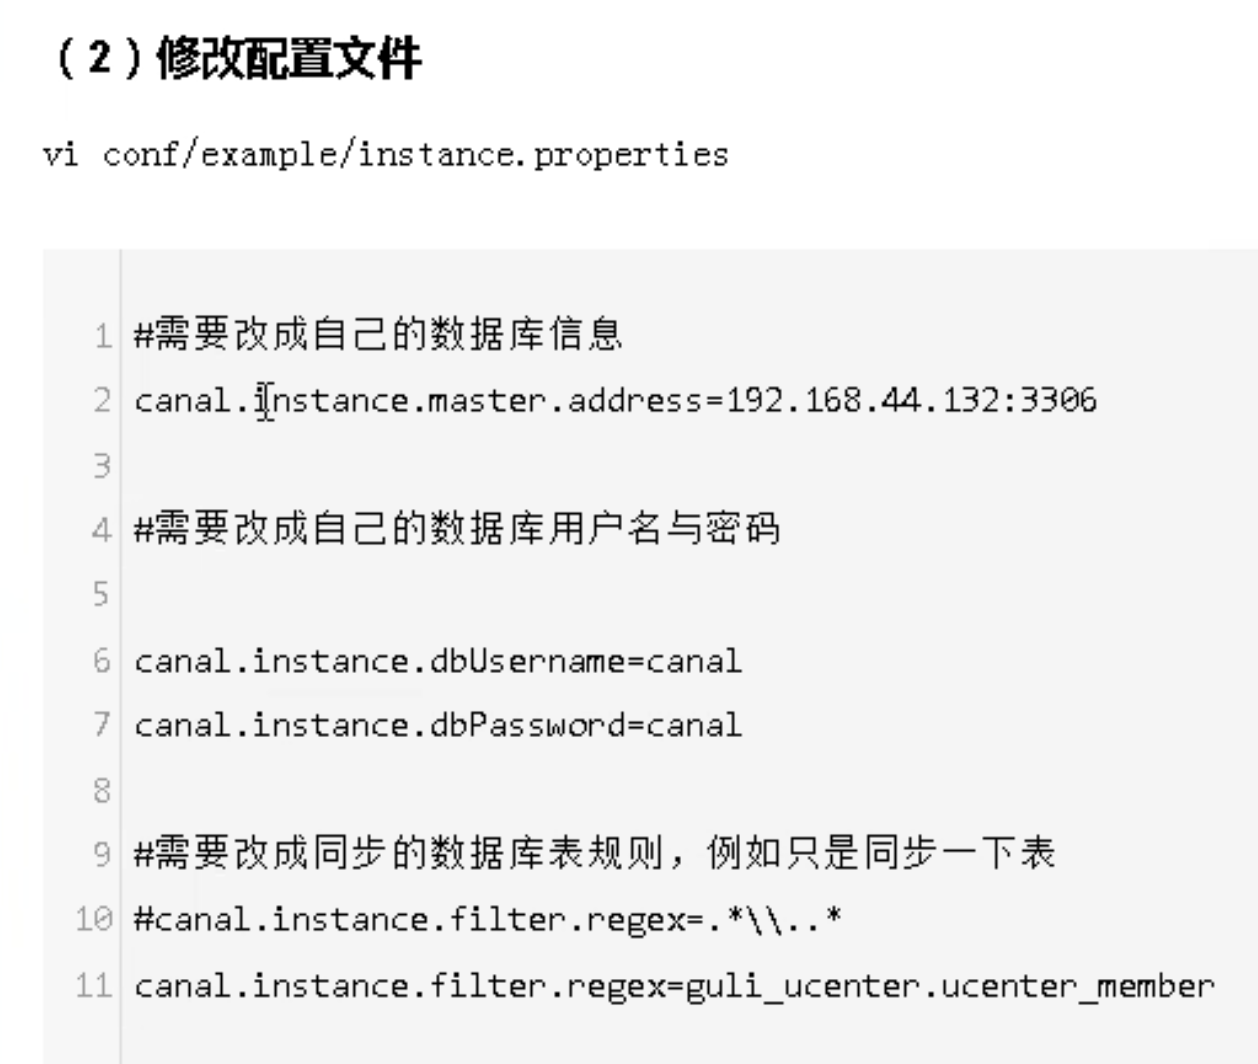 （2）修改配置文件
vi conf/example/instance.properties
1 #需要改成自己的数据库信息
2 canal.instance.master.address=192.168.44.132:3306
3
4 #需要改成自己的数据库用户名与密码
5
6 canal.instance.dbUsername=canal
7 canal.instance.dbPassword=canal
8
9 #需要改成同步的数据库表规则，例如只是同步一下表
10 #canal.instance.filter.regex=.*\\..*
11 canal.instance.filter.regex=guli_ucenter.ucenter_member